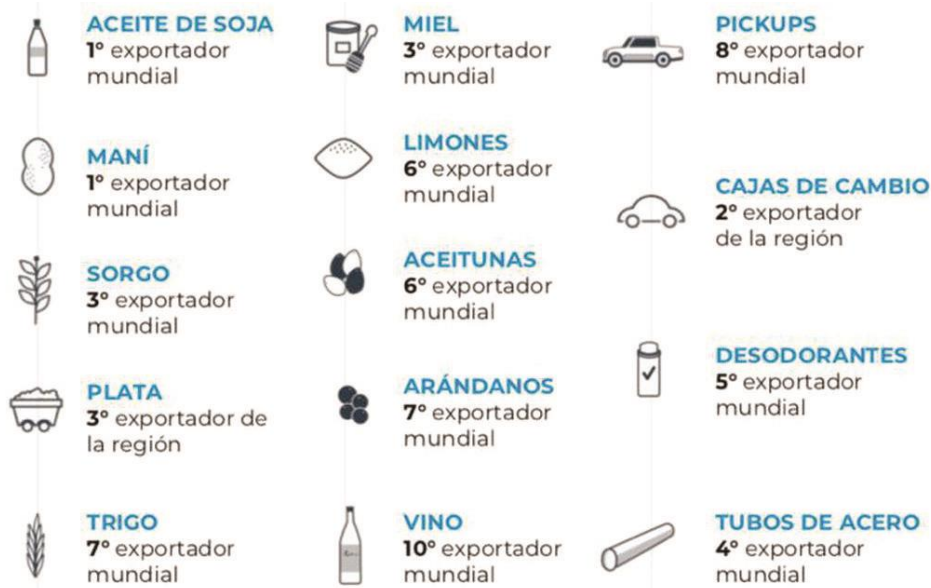 ACEITE DE SOJA
1° exportador
mundial
MANÍ
1° exportador
mundial
SORGO
3° exportador
mundial
PLATA
3° exportador de
la región
TRIGO
7° exportador
mundial
MIEL
3° exportador
mundial
LIMONES
6° exportador
mundial
ACEITUNAS
6° exportador
mundial
ARÁNDANOS
7° exportador
mundial
VINO
10° exportador
mundial
PICKUPS
8° exportador
mundial
CAJAS DE CAMBIO
2° exportador
de la región
DESODORANTES
5° exportador
mundial
TUBOS DE ACERO
4° exportador
mundial